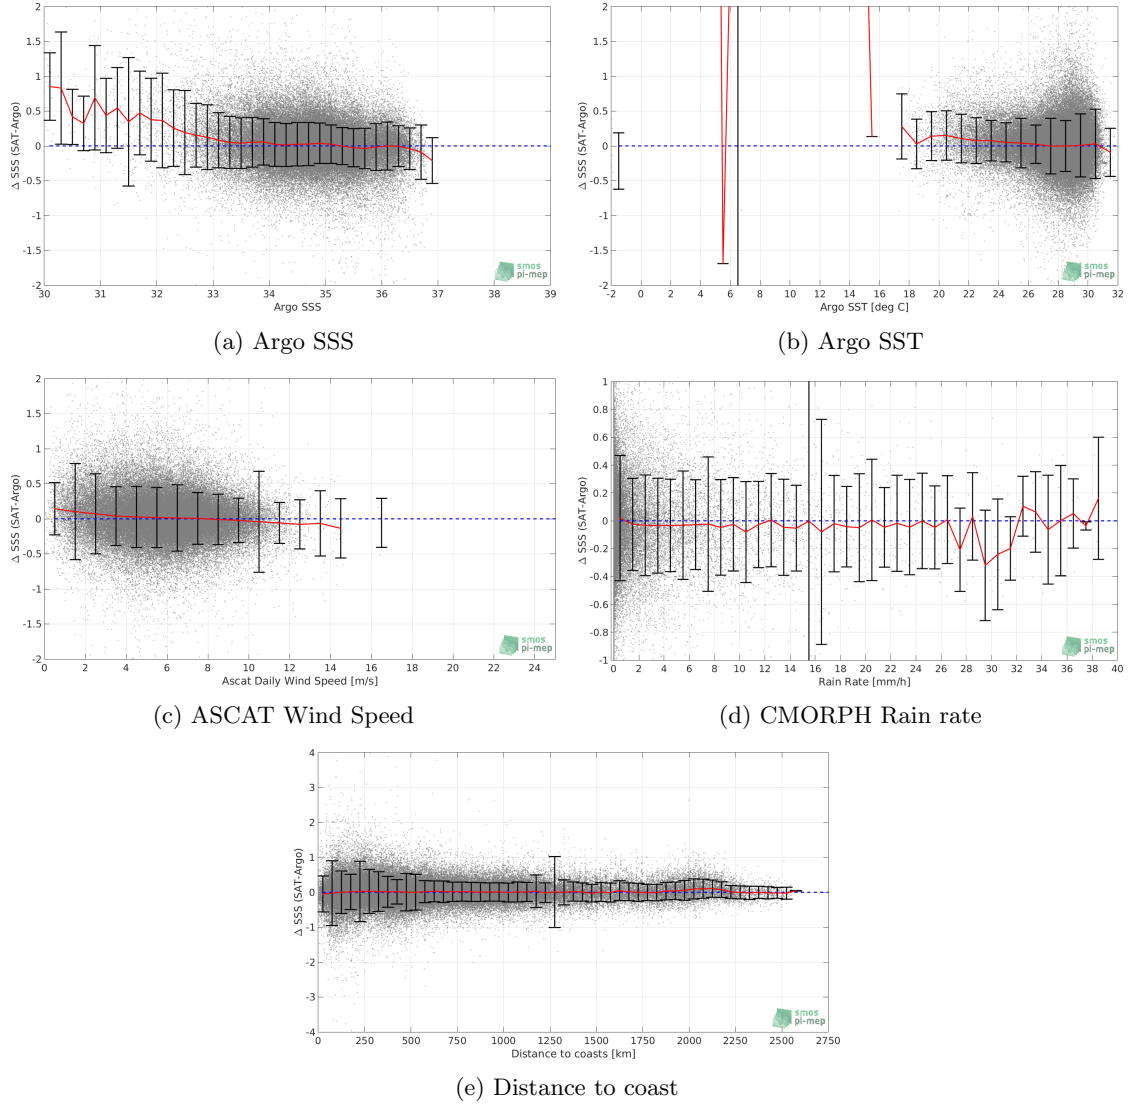 2
1.5
1
0.5
0
-0.5
-1
-1.5
-2
Δ SSS (SAT-Argo)
30 31 32 33 34 35 36 37 38 39
Argo SSS
smos
pi-mep
(a) Argo SSS
2
1.5
1
0.5
0
-0.5
-1
-1.5
-2
Δ SSS (SAT-Argo)
-2 0 2 4 6 8 10 12 14 16 18 20 22 24 26 28 30 32
Argo SST [deg C]
smos
pi-mep
(b) Argo SST
2
1.5
1
0.5
0
-0.5
-1
-1.5
-2
Δ SSS (SAT-Argo)
0 2 4 6 8 10 12 14 16 18 20 22 24
Ascat Daily Wind Speed [m/s]
smos
pi-mep
(c) ASCAT Wind Speed
1
0.8
0.6
0.4
0.2
0
-0.2
-0.4
-0.6
-0.8
-1
Δ SSS (SAT-Argo)
0 2 4 6 8 10 12 14 16 18 20 22 24 26 28 30 32 34 36 38 40
Rain Rate [mm/h]
smos
pi-mep
(d) CMORPH Rain rate
4
3
2
1
0
-1
-2
-3
-4
Δ SSS (SAT-Argo)
0 250 500 750 1000 1250 1500 1750 2000 2250 2500 2750
Distance to coasts [km]
smos
pi-mep
(e) Distance to coast